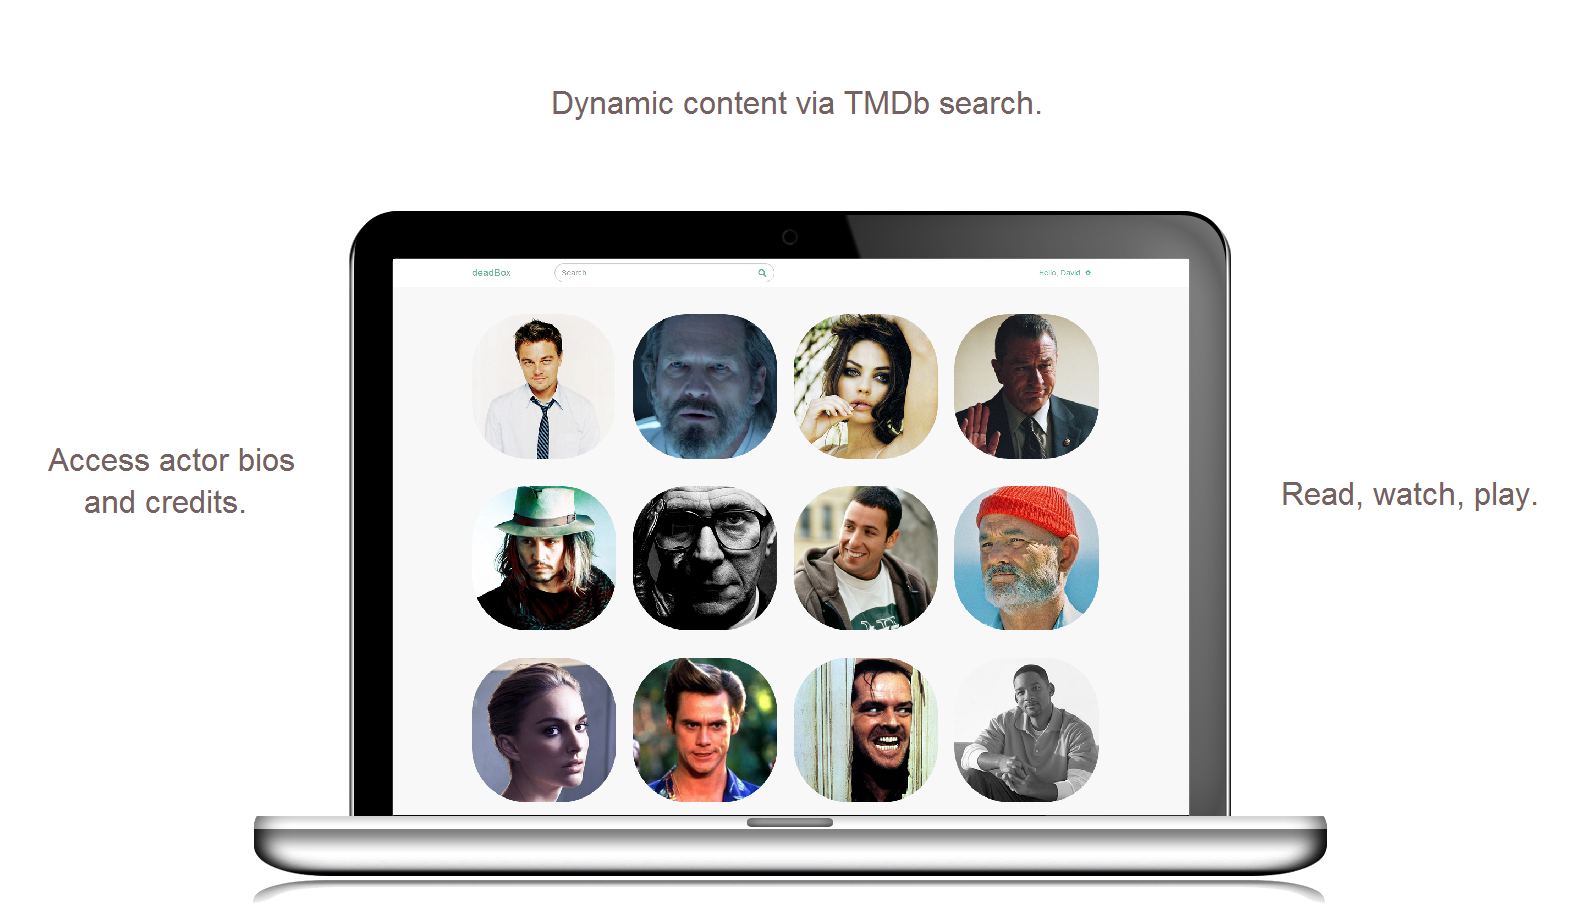 Dynamic content via TMDb search.
deadBox
Search
Hello, David
Access actor bios
and credits.
Read, watch, play.